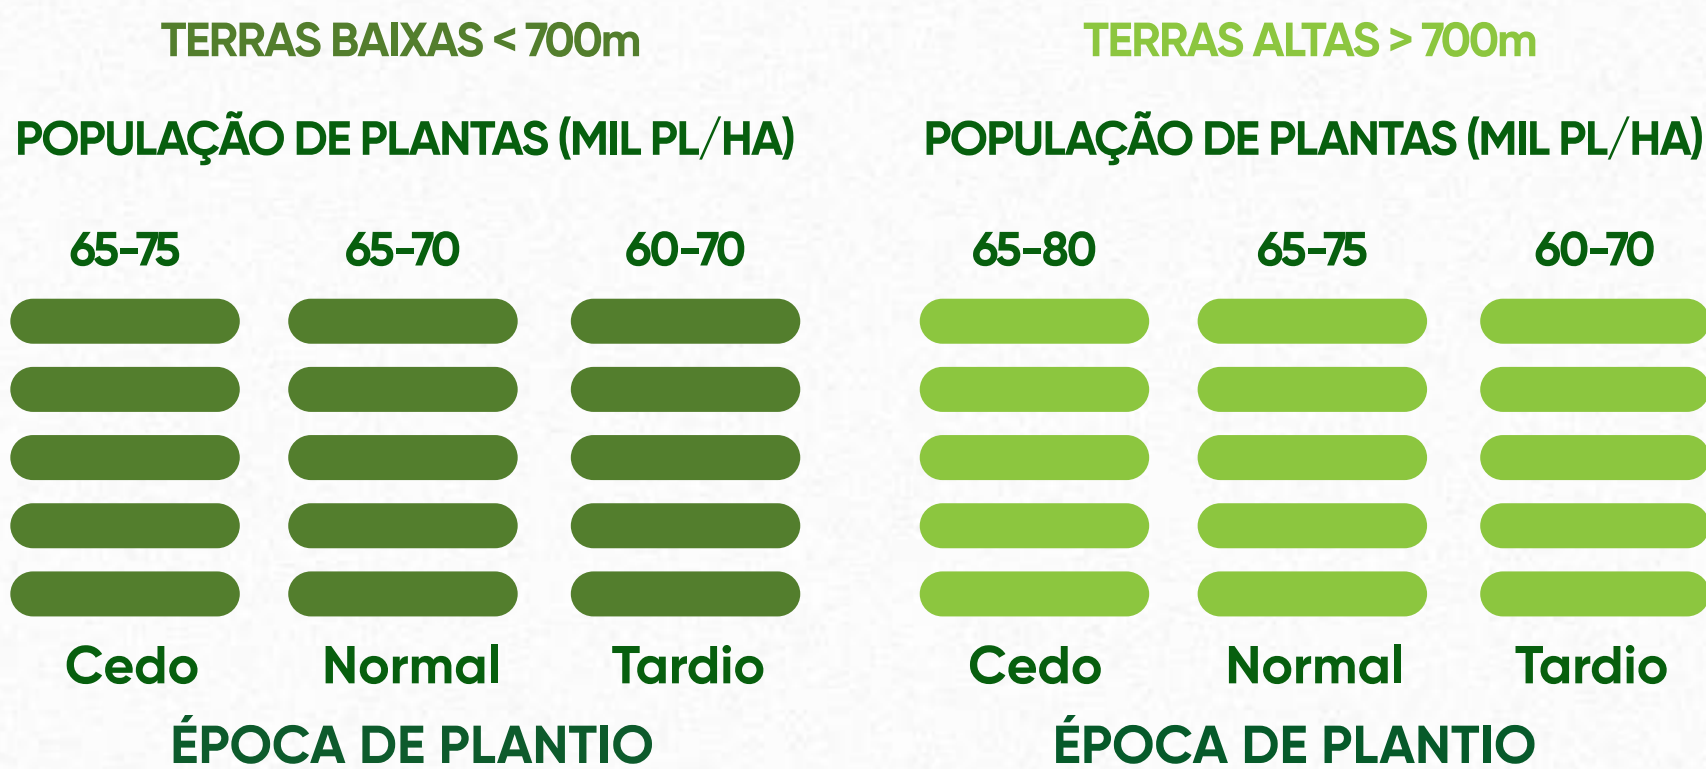 TERRAS BAIXAS < 700m
POPULAÇÃO DE PLANTAS (MIL PL/HA)
65-75 65-70 60-70
Cedo Normal Tardio
ÉPOCA DE PLANTIO
TERRAS ALTAS > 700m
POPULAÇÃO DE PLANTAS (MIL PL/HA)
65-80 65-75 60-70
Cedo Normal Tardio
ÉPOCA DE PLANTIO